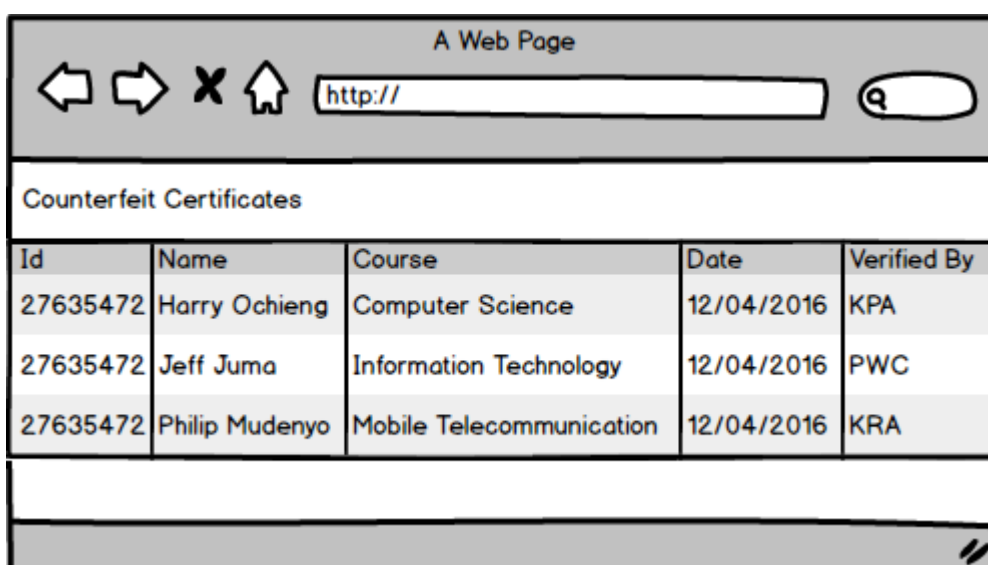 A Web Page
http://
Counterfeit Certificates
Id Name Course Date Verified By
27635472 Harry Ochieng Computer Science 12/04/2016 KPA
27635472 Jeff Juma Information Technology 12/04/2016 PWC
27635472 Philip Mudenyo Mobile Telecommunication 12/04/2016 KRA